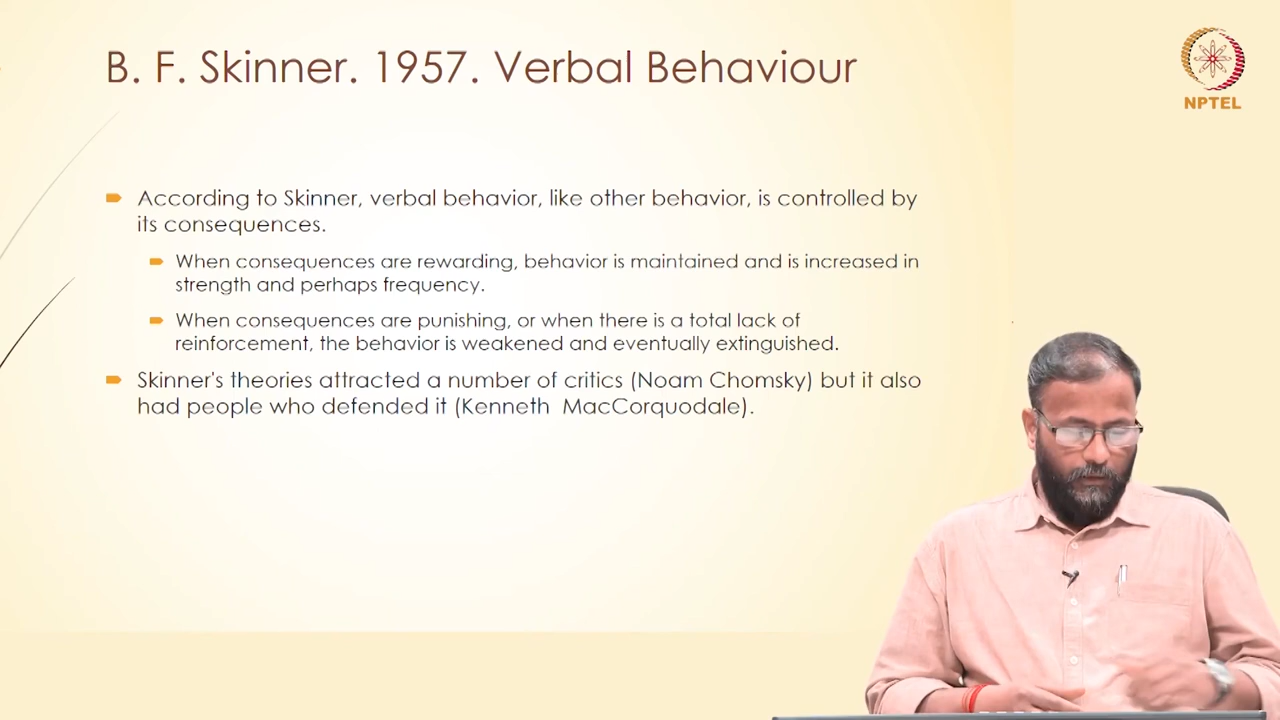 B. F. Skinner. 1957. Verbal Behaviour
NPTEL
According to Skinner, verbal behavior, like other behavior, is controlled by
its consequences.
When consequences are rewarding, behavior is maintained and is increased in
strength and perhaps frequency.
When consequences are punishing, or when there is a total lack of
reinforcement, the behavior is weakened and eventually extinguished.
Skinner's theories attracted a number of critics (Noam Chomsky) but it also
had people who defended it (Kenneth MacCorquodale).